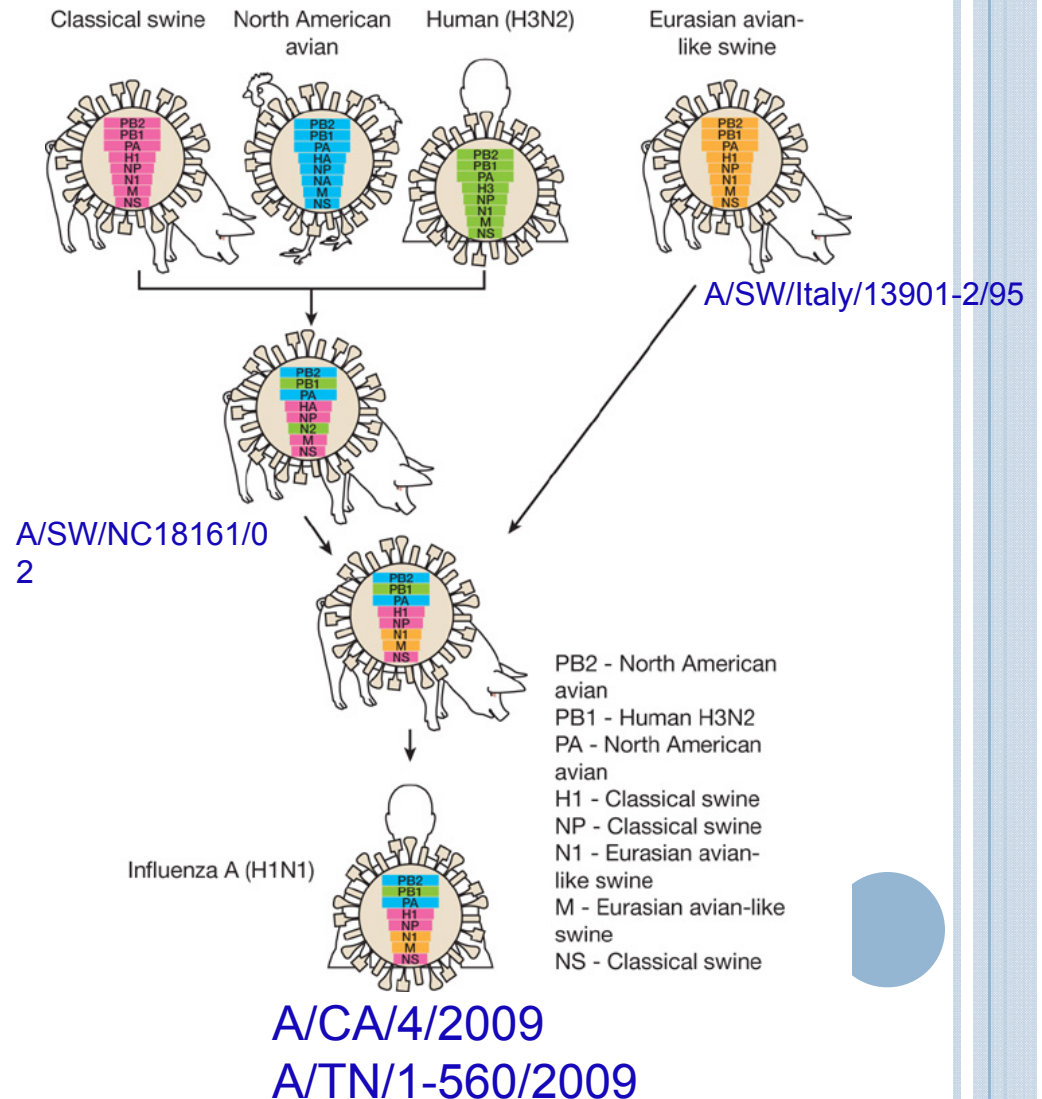 Classical swine
North American
avian
Human (H3N2)
Eurasian avian-
like swine
PB2
PB1
PA
H1
NP
N1
M
NS
PB2
PB1
PA
HA
NP
NA
M
NS
PB2
PB1
PA
H3
NP
N1
M
NS
PB2
PB1
PA
H1
NP
N1
M
NS
A/SW/Italy/13901-2/95
PB2
PB1
PA
HA
NP
N2
M
NS
A/SW/NC18161/0
2
PB2
PB1
PA
H1
NP
N1
M
NS
PB2 - North American
avian
PB1 - Human H3N2
PA - North American
avian
H1 - Classical swine
NP - Classical swine
N1 - Eurasian avian-
like swine
M - Eurasian avian-like
swine
NS - Classical swine
Influenza A (H1N1)
PB2
PB1
PA
H1
NP
N1
M
NS
A/CA/4/2009
A/TN/1-560/2009